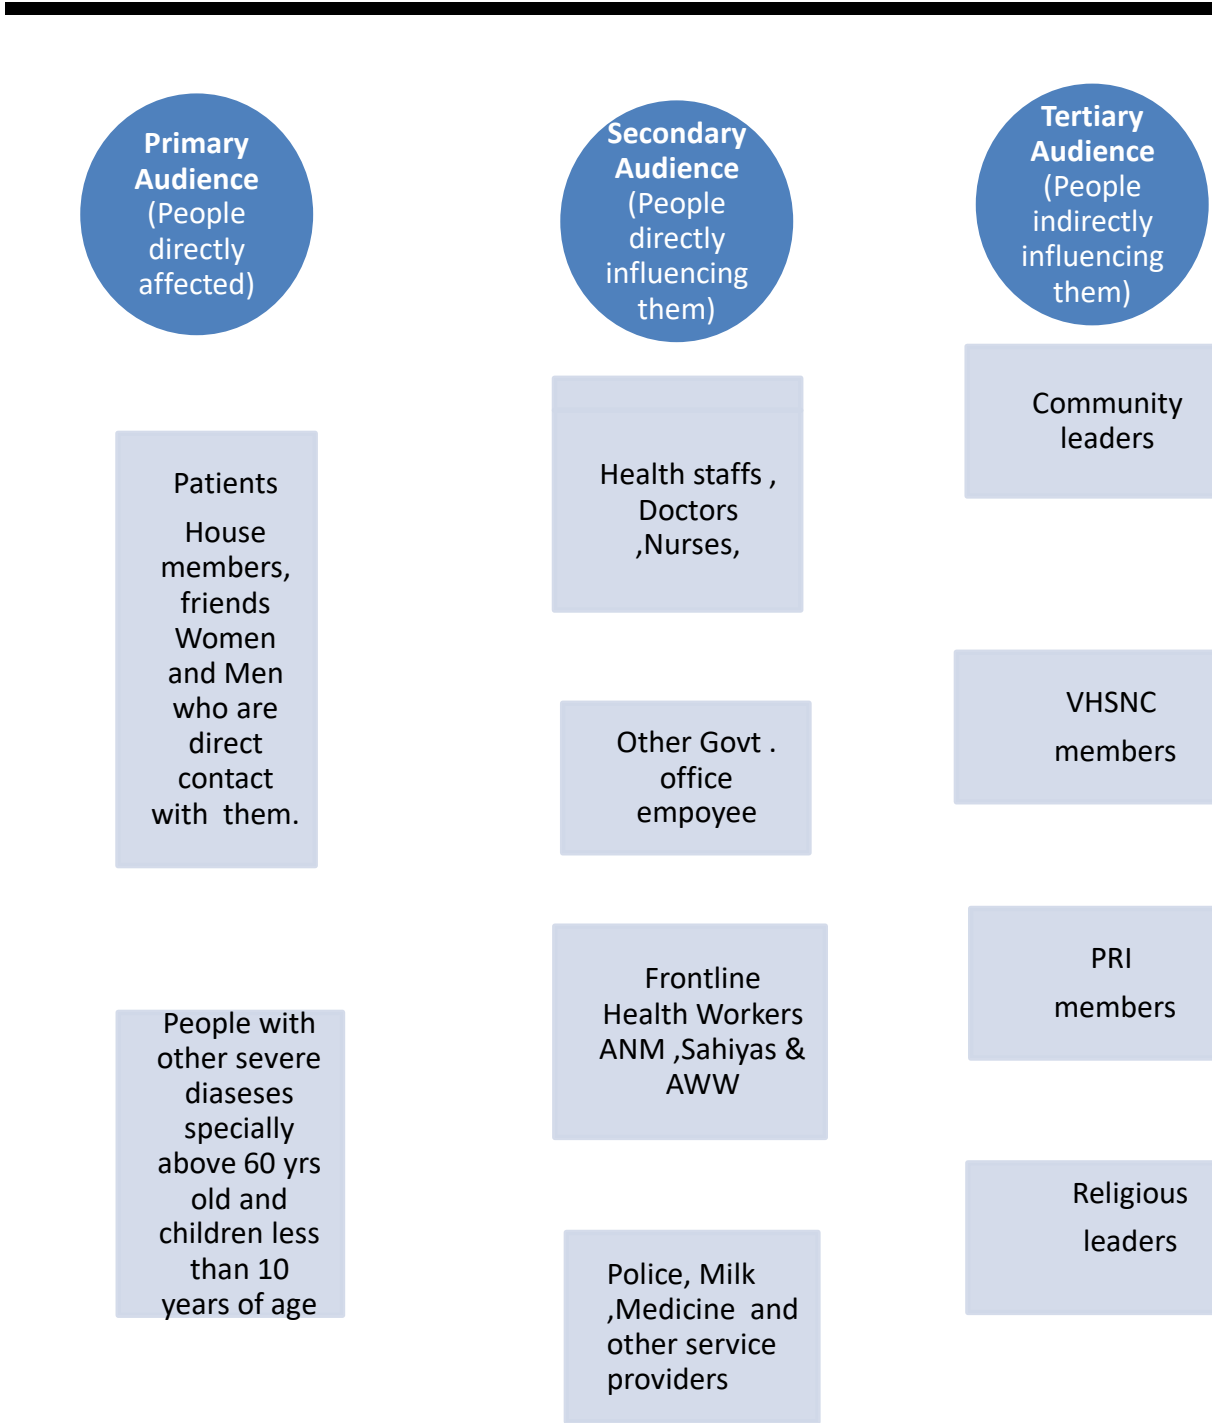 Primary
Audience
(People
directly
affected)
Patients
House
members,
friends
Women
and Men
who are
direct
contact
with them.
People with
other severe
diaseses
specially
above 60 yrs
old and
children less
than 10
years of age
Secondary
Audience
(People
directly
influencing
them)
Health staffs ,
Doctors
,Nurses,
Other Govt .
office
empoyee
Frontline
Health Workers
ANM ,Sahiyas &
AWW
Police, Milk
,Medicine and
other service
providers
Tertiary
Audience
(People
indirectly
influencing
them)
Community
leaders
VHSNC
members
PRI
members
Religious
leaders